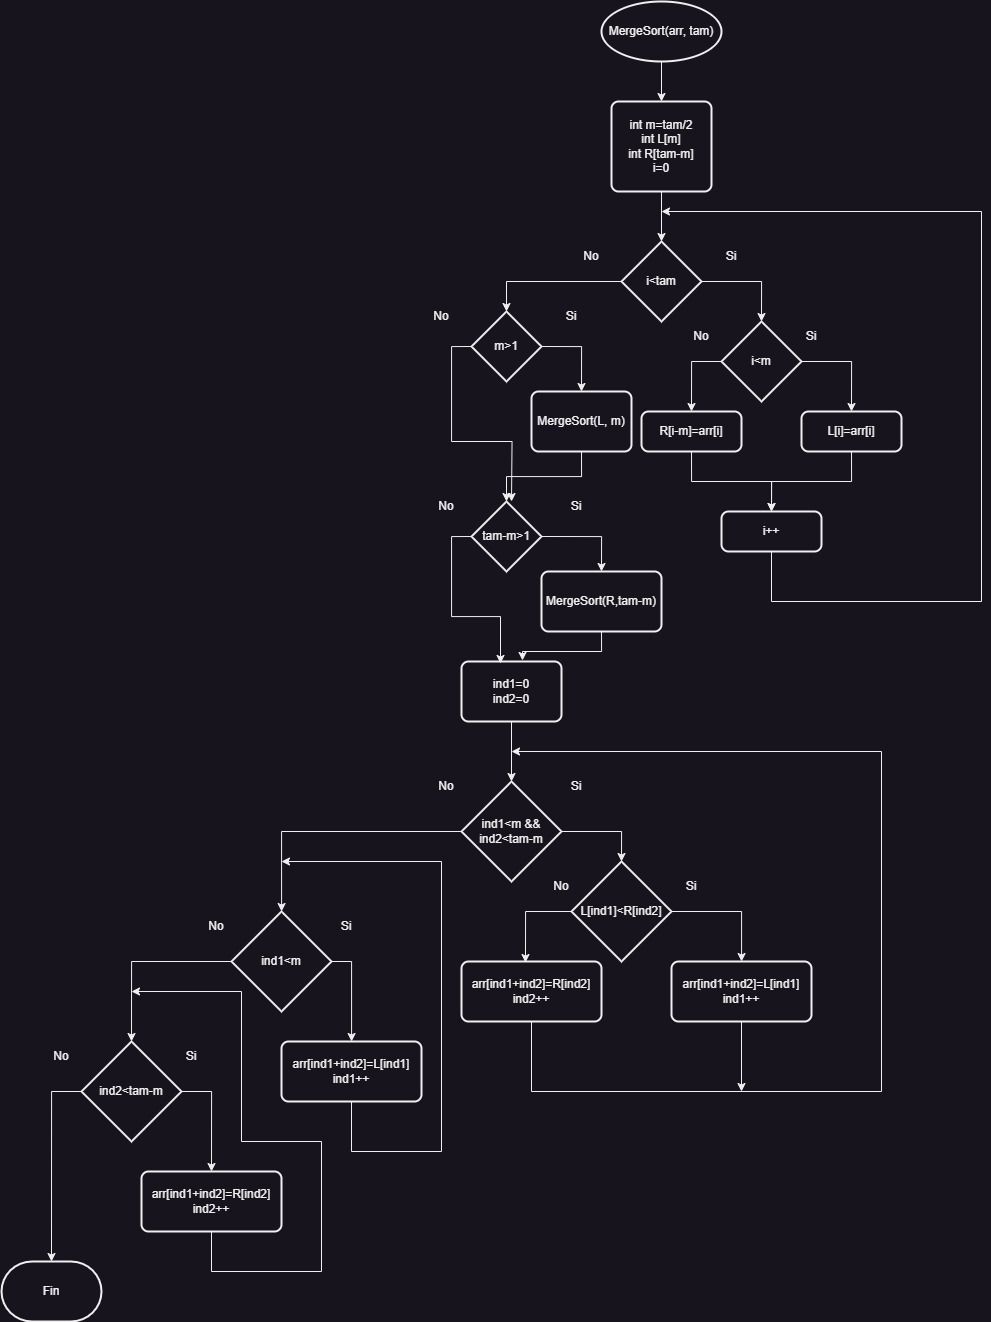 MergeSort(arr, tam)
int m=tam/2
int L[m]
int R[tam-m]
i=0
No
Si
i<tam
No
Si
m>1
No
Si
i<m
MergeSort(L, m)
R[i-m]=arr[i]
L[i]=arr[i]
No
Si
tam-m>1
i++
MergeSort(R,tam-m)
ind1=0
ind2=0
No
Si
ind1<m &&
ind2<tam-m
No
Si
L[ind1]<R[ind2]
No
Si
ind1<m
arr[ind1+ind2]=R[ind2]
ind2++
arr[ind1+ind2]=L[ind1]
ind1++
No
Si
ind2<tam-m
arr[ind1+ind2]=L[ind1]
ind1++
arr[ind1+ind2]=R[ind2]
ind2++
Fin